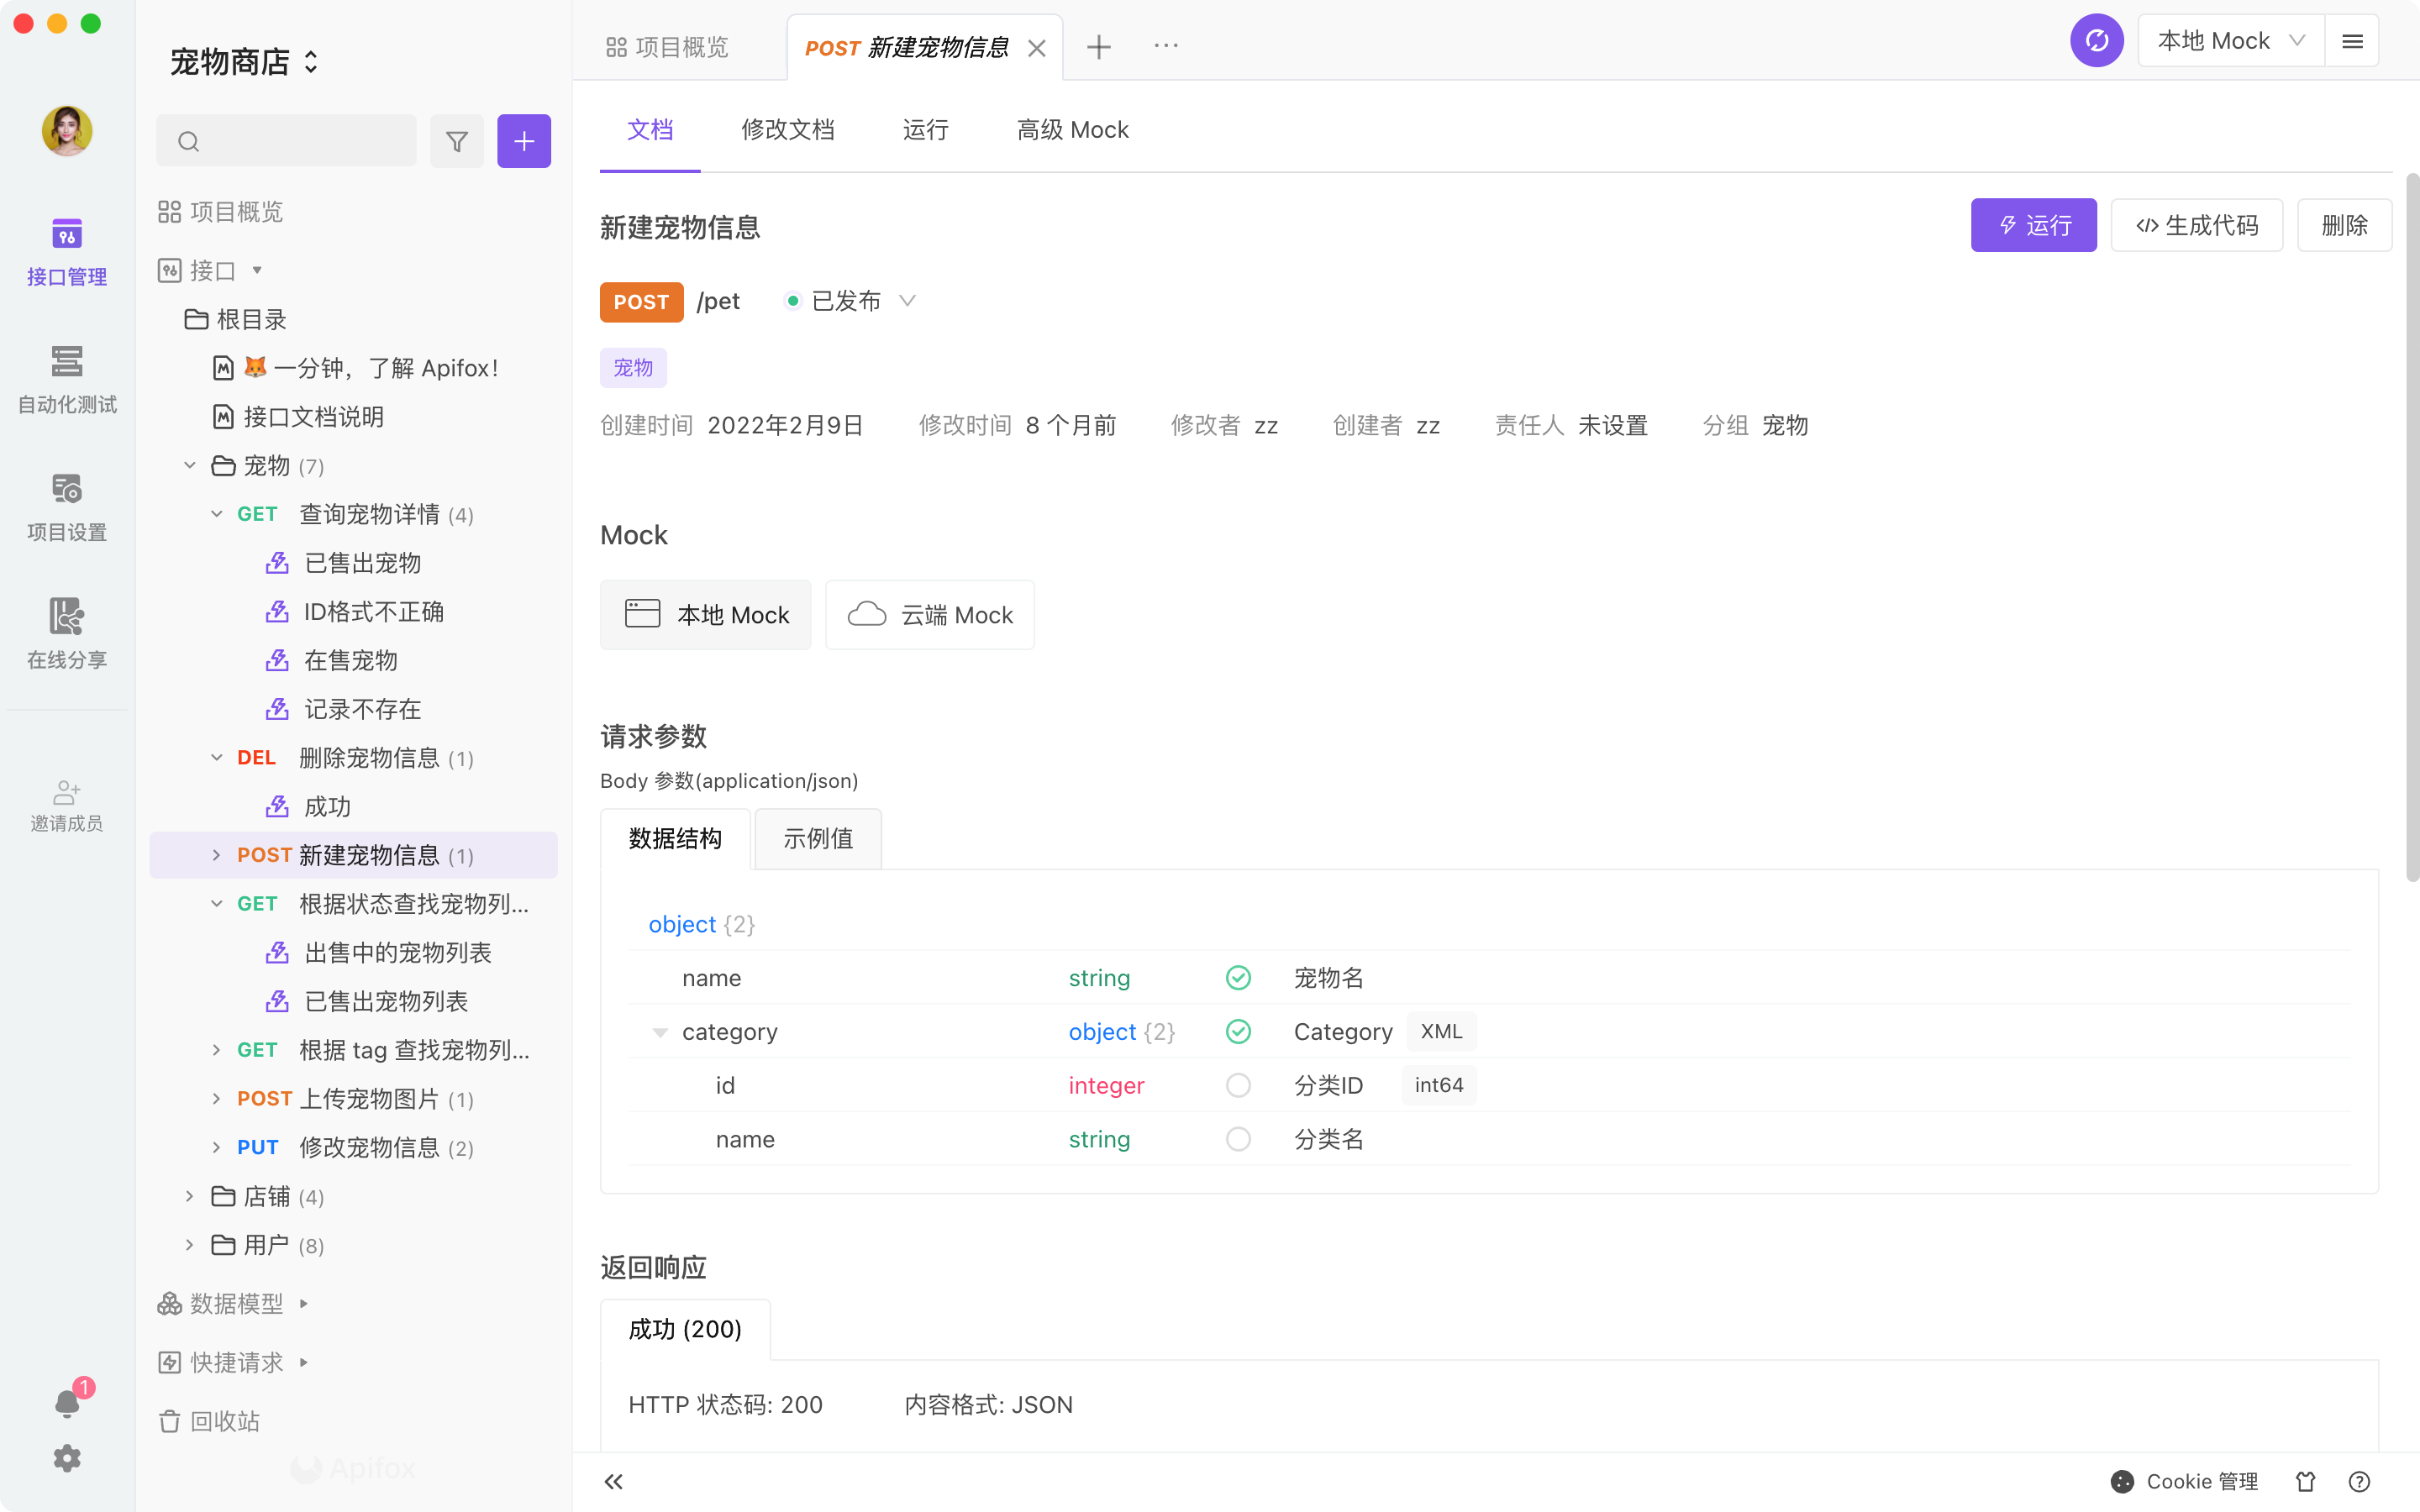 宠物商店
项目概览
POST 新建宠物信息
本地 Mock
接口管理
自动化测试
项目设置
在线分享
邀请成员
1
项目概览
接口
根目录
🦊 一分钟，了解 Apifox！
接口文档说明
宠物 (7)
GET 查询宠物详情 (4)
已售出宠物
ID格式不正确
在售宠物
记录不存在
DEL 删除宠物信息 (1)
成功
POST 新建宠物信息 (1)
GET 根据状态查找宠物列...
出售中的宠物列表
已售出宠物列表
GET 根据 tag 查找宠物列...
POST 上传宠物图片 (1)
PUT 修改宠物信息 (2)
店铺 (4)
用户 (8)
数据模型
快捷请求
回收站
Apifox
文档 修改文档 运行 高级 Mock
新建宠物信息
运行 生成代码 删除
POST /pet 已发布
宠物
创建时间 2022年2月9日 修改时间 8 个月前 修改者 zz 创建者 zz 责任人 未设置 分组 宠物
Mock
本地 Mock 云端 Mock
请求参数
Body 参数(application/json)
数据结构 示例值
object {2}
name string 宠物名
category object {2} Category XML
id integer 分类ID int64
name string 分类名
返回响应
成功 (200)
HTTP 状态码: 200 内容格式: JSON
Cookie 管理